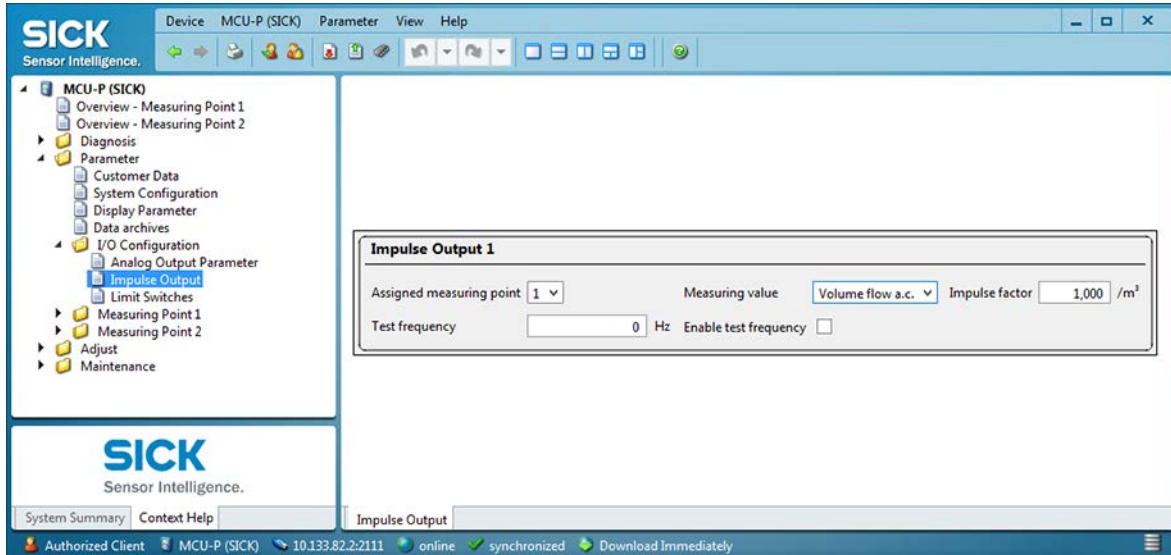 SICK
Sensor Intelligence.
Device MCU-P (SICK) Parameter View Help
MCU-P (SICK)
Overview - Measuring Point 1
Overview - Measuring Point 2
Diagnosis
Parameter
Customer Data
System Configuration
Display Parameter
Data archives
I/O Configuration
Analog Output Parameter
Impulse Output
Limit Switches
Measuring Point 1
Measuring Point 2
Adjust
Maintenance
SICK
Sensor Intelligence.
System Summary Context Help
Impulse Output 1
Assigned measuring point 1 Measuring value Volume flow a.c. Impulse factor 1,000 /m³
Test frequency 0 Hz Enable test frequency
Impulse Output
Authorized Client MCU-P (SICK) 10.133.82.2:2111 online synchronized Download Immediately